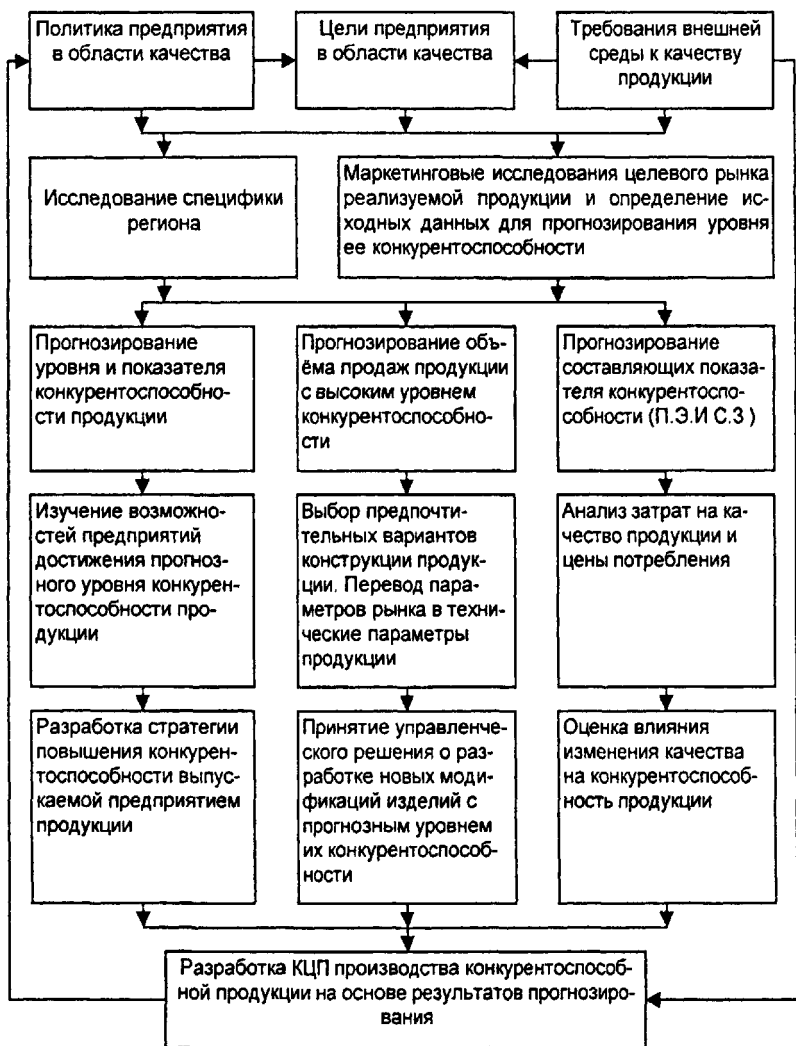 Политика предприятия
в области качества
Цели предприятия
в области качества
Требования внешней
среды к качеству
продукции
Исследование специфики
региона
Маркетинговые исследования целевого рынка
реализуемой продукции и определение ис-
ходных данных для прогнозирования уровня
ее конкурентоспособности
Прогнозирование
уровня и показателя
конкурентоспособно-
сти продукции
Прогнозирование объ-
ёма продаж продукции
с высоким уровнем
конкурентоспособно-
сти
Прогнозирование
составляющих показа-
теля конкурентоспо-
собности (П.Э.И С.З )
Изучение возможно-
стей предприятий
достижения прогноз-
ного уровня конкурен-
тоспособности про-
дукции
Выбор предпочти-
тельных вариантов
конструкции продук-
ции. Перевод пара-
метров рынка в техни-
ческие параметры
продукции
Анализ затрат на ка-
чество продукции и
цены потребления
Разработка стратегии
повышения конкурен-
тоспособности выпус-
каемой предприятием
продукции
Принятие управленче-
ского решения о раз-
работке новых моди-
фикаций изделий с
прогнозным уровнем
их конкурентоспособ-
ности
Оценка влияния
изменения качества
на конкурентоспособ-
ность продукции
Разработка КЦП производства конкурентоспособ-
ной продукции на основе результатов прогнозиро-
вания